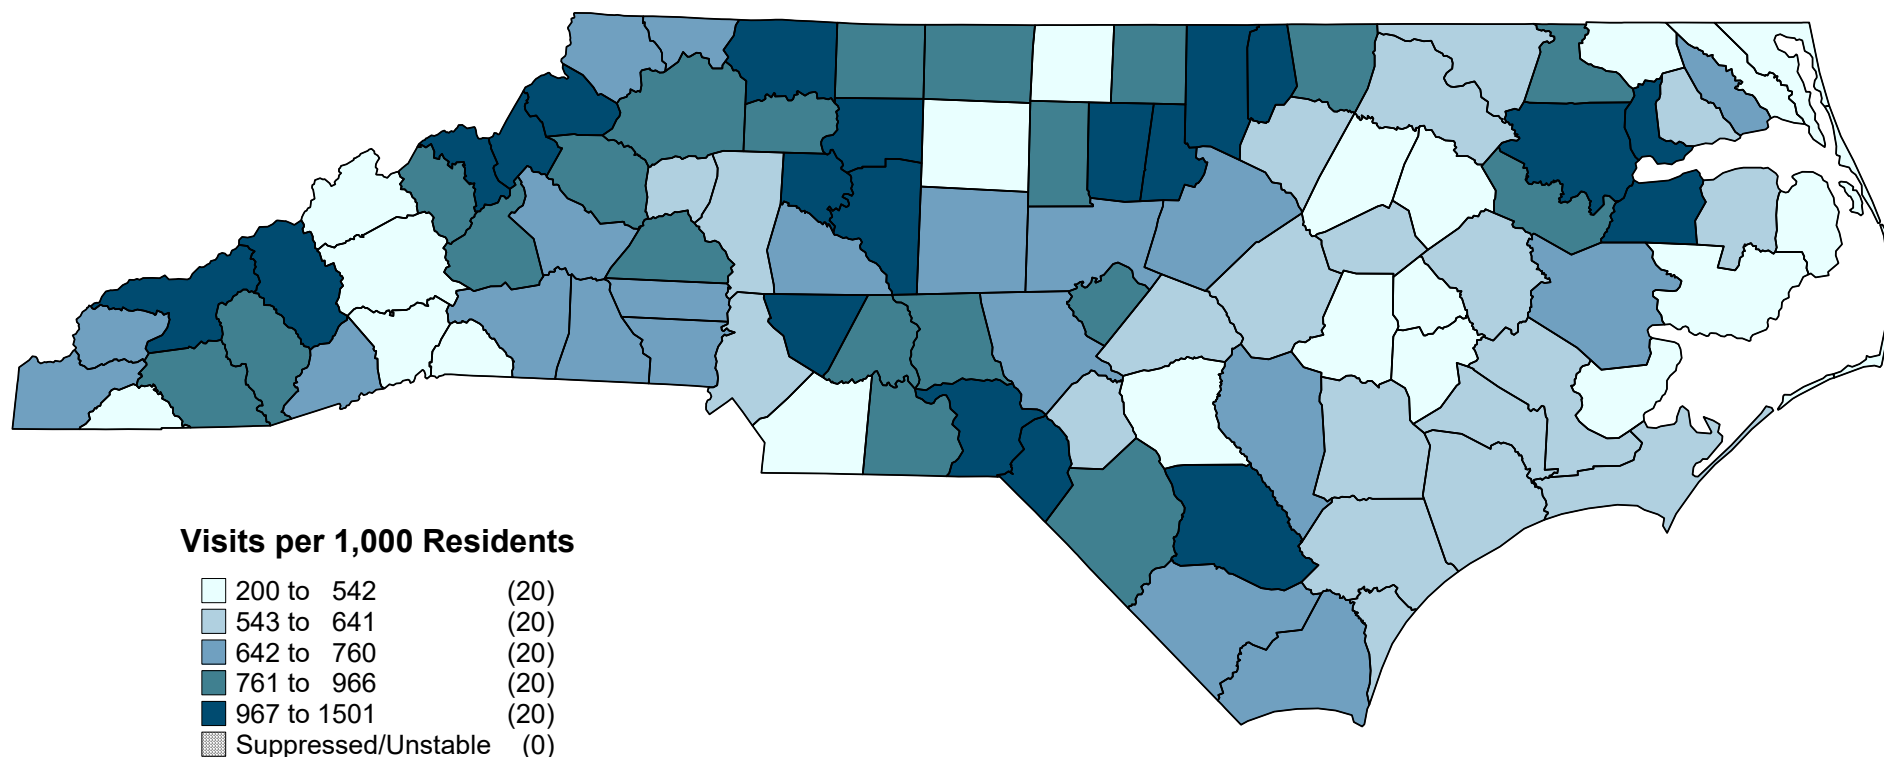 Visits per 1,000 Residents
200 to 542 (20)
543 to 641 (20)
642 to 760 (20)
761 to 966 (20)
967 to 1501 (20)
Suppressed/Unstable (0)